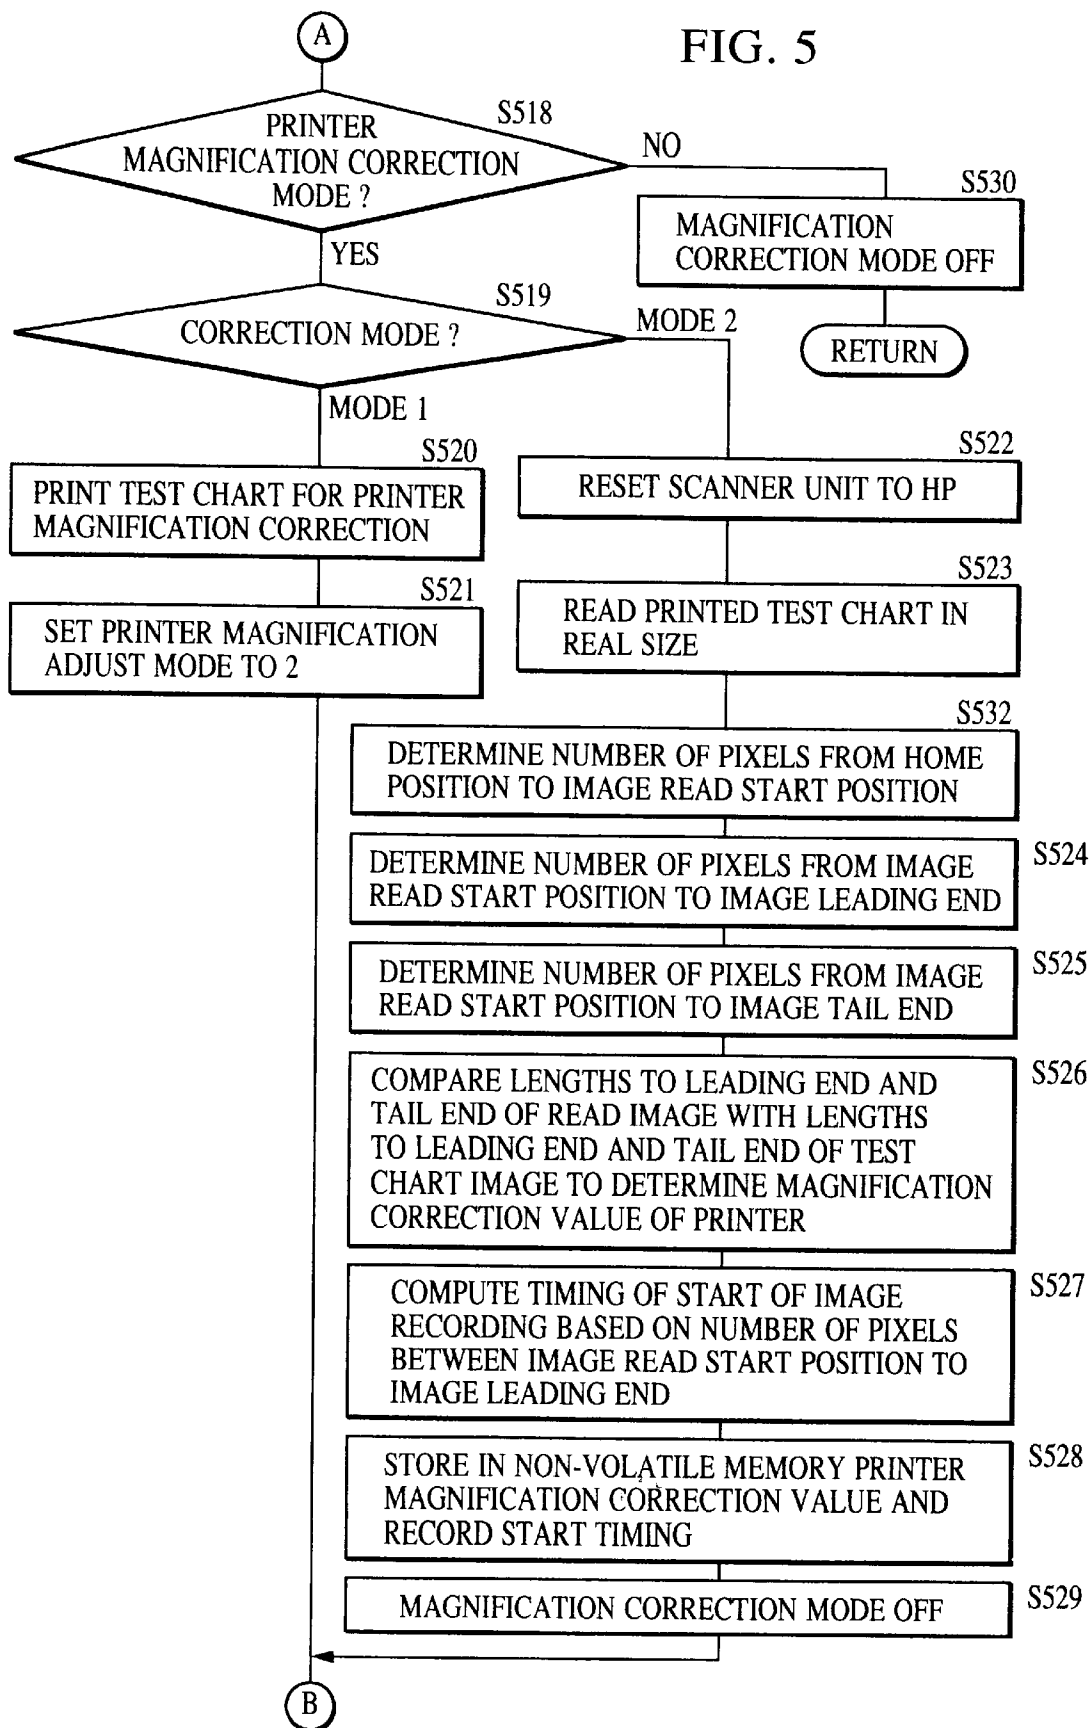 FIG. 5
A
S518
PRINTER
MAGNIFICATION CORRECTION
MODE ?
NO
YES
S530
MAGNIFICATION
CORRECTION MODE OFF
RETURN
S519
CORRECTION MODE ?
MODE 2
MODE 1
S520
PRINT TEST CHART FOR PRINTER
MAGNIFICATION CORRECTION
S521
SET PRINTER MAGNIFICATION
ADJUST MODE TO 2
S522
RESET SCANNER UNIT TO HP
S523
READ PRINTED TEST CHART IN
REAL SIZE
S532
DETERMINE NUMBER OF PIXELS FROM HOME
POSITION TO IMAGE READ START POSITION
S524
DETERMINE NUMBER OF PIXELS FROM IMAGE
READ START POSITION TO IMAGE LEADING END
S525
DETERMINE NUMBER OF PIXELS FROM IMAGE
READ START POSITION TO IMAGE TAIL END
S526
COMPARE LENGTHS TO LEADING END AND
TAIL END OF READ IMAGE WITH LENGTHS
TO LEADING END AND TAIL END OF TEST
CHART IMAGE TO DETERMINE MAGNIFICATION
CORRECTION VALUE OF PRINTER
S527
COMPUTE TIMING OF START OF IMAGE
RECORDING BASED ON NUMBER OF PIXELS
BETWEEN IMAGE READ START POSITION TO
IMAGE LEADING END
S528
STORE IN NON-VOLATILE MEMORY PRINTER
MAGNIFICATION CORRECTION VALUE AND
RECORD START TIMING
S529
MAGNIFICATION CORRECTION MODE OFF
B